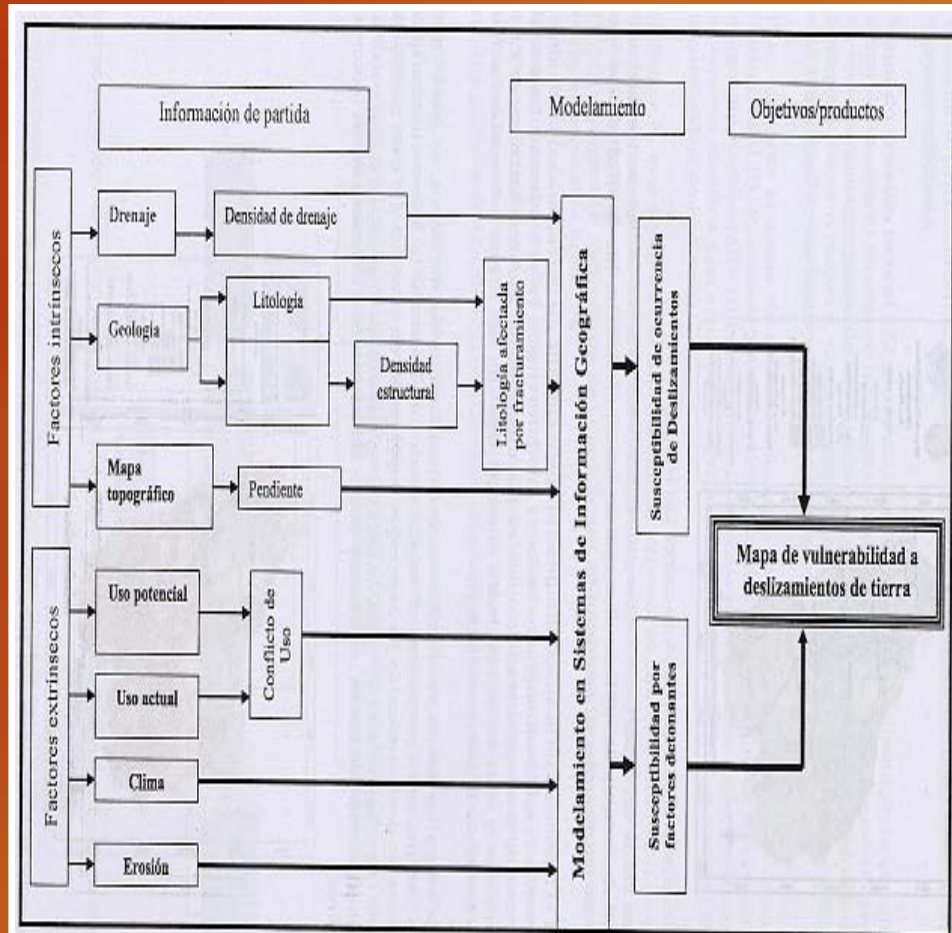 Información de partida
Modelamiento
Objetivos/productos
Factores intrínsecos
Drenaje
Densidad de drenaje
Geología
Litología
Densidad
estructural
Litología afectada
por fracturamiento
Mapa
topográfico
Pendiente
Factores extrínsecos
Uso potencial
Uso actual
Conflicto de
Uso
Clima
Erosión
Modelamiento en Sistemas de Información Geográfica
Susceptibilidad de ocurrencia
de Deslizamientos
Susceptibilidad por
factores detonantes
Mapa de vulnerabilidad a
deslizamientos de tierra